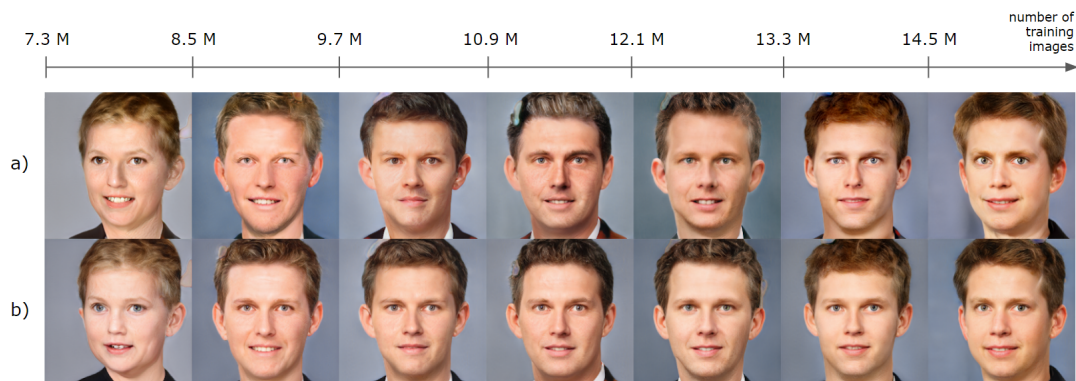 number of
training
images
7.3 M 8.5 M 9.7 M 10.9 M 12.1 M 13.3 M 14.5 M
a)
b)